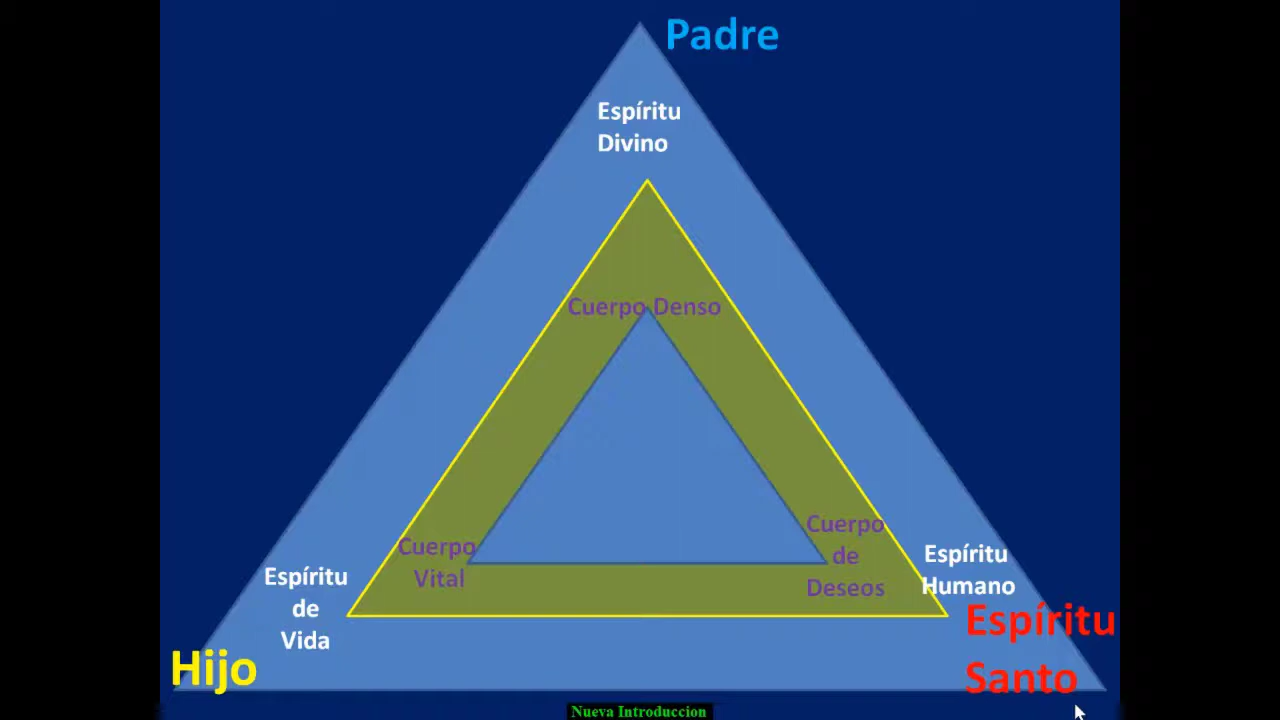 Padre
Espíritu
Divino
Cuerpo Denso
Cuerpo
Vital
Cuerpo
de
Deseos
Espíritu
de
Vida
Espíritu
Humano
Hijo
Espíritu
Santo
Nueva Introduccion